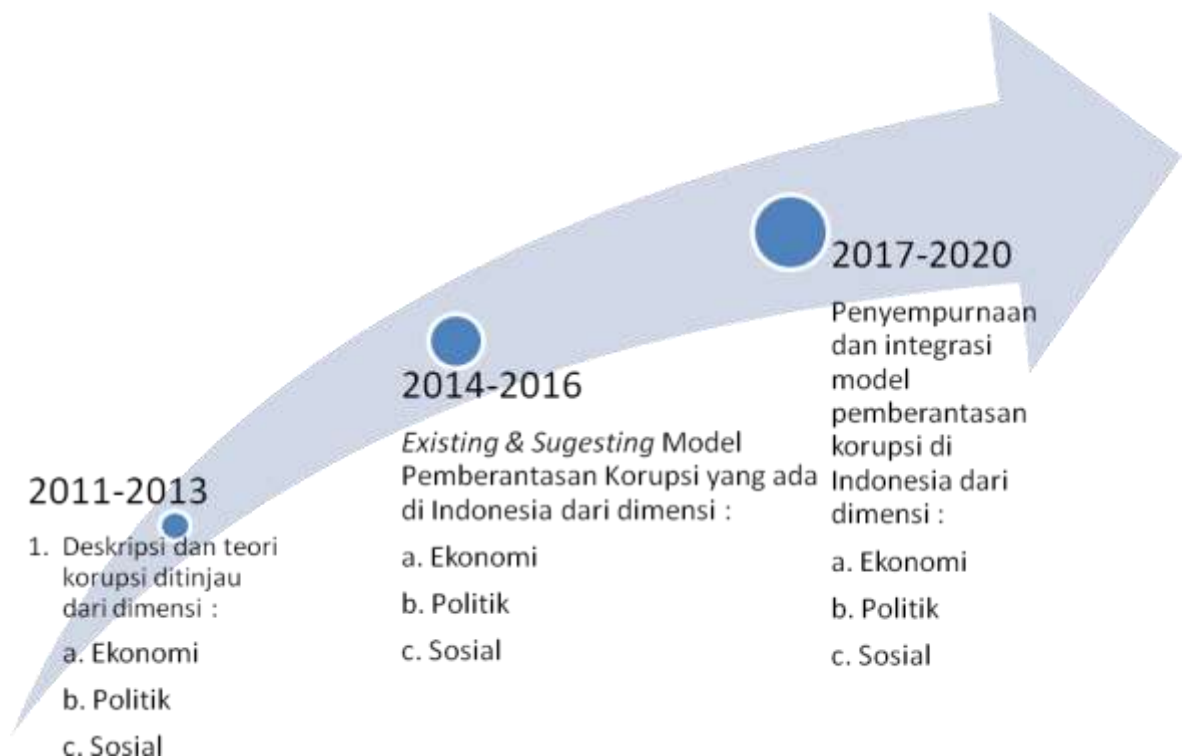 2011-2013
1. Deskripsi dan teori
korupsi ditinjau
dari dimensi :
a. Ekonomi
b. Politik
c. Sosial
2014-2016
Existing & Sugesting Model
Pemberantasan Korupsi yang ada
di Indonesia dari dimensi :
a. Ekonomi
b. Politik
c. Sosial
2017-2020
Penyempurnaan
dan integrasi
model
pemberantasan
korupsi di
Indonesia dari
dimensi :
a. Ekonomi
b. Politik
c. Sosial